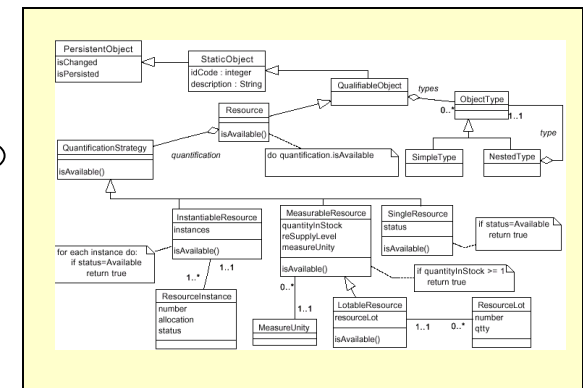 PersistentObject
isChanged
isPersisted
StaticObject
idCode : integer
description : String
QualifiableObject
types
0..*
ObjectType
1..1
type
SimpleType
NestedType
Resource
isAvailable()
quantification
do quantification.isAvailable
QuantificationStrategy
isAvailable()
InstantiableResource
instances
isAvailable()
MeasurableResource
quantityInStock
reSupplyLevel
measureUnity
isAvailable()
SingleResource
status
isAvailable()
if status=Available
return true
for each instance do:
if status=Available
return true
1..1
1..*
ResourceInstance
number
allocation
status
0..*
1..1
MeasureUnity
if quantityInStock >= 1
return true
LotableResource
resourceLot
isAvailable()
1..1
0..*
ResourceLot
number
qtty